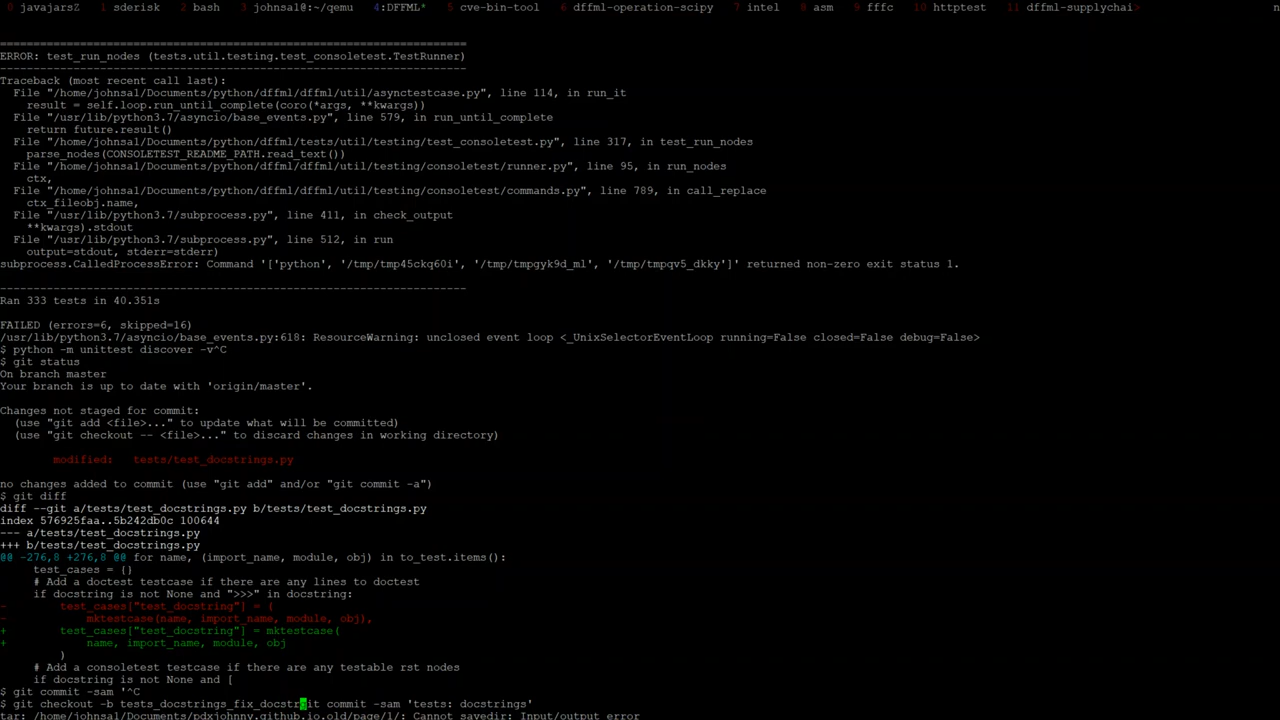 0 javajarsZ 1 sderisk 2 bash 3 johnsal@:~/qemu 4:DFFML* 5 cve-bin-tool 6 dffml-operation-scipy 7 intel 8 asm 9 fffc 10 httptest 11 dffml-supplychai> n
======================================================================
ERROR: test_run_nodes (tests.util.testing.test_consoletest.TestRunner)
----------------------------------------------------------------------
Traceback (most recent call last):
  File "/home/johnsal/Documents/python/dffml/dffml/util/asynctestcase.py", line 114, in run_it
    result = self.loop.run_until_complete(coro(*args, **kwargs))
  File "/usr/lib/python3.7/asyncio/base_events.py", line 579, in run_until_complete
    return future.result()
  File "/home/johnsal/Documents/python/dffml/tests/util/testing/test_consoletest.py", line 317, in test_run_nodes
    parse_nodes(CONSOLETEST_README_PATH.read_text())
  File "/home/johnsal/Documents/python/dffml/dffml/util/testing/consoletest/runner.py", line 95, in run_nodes
    ctx,
  File "/home/johnsal/Documents/python/dffml/dffml/util/testing/consoletest/commands.py", line 789, in call_replace
    ctx_fileobj.name,
  File "/usr/lib/python3.7/subprocess.py", line 411, in check_output
    **kwargs).stdout
  File "/usr/lib/python3.7/subprocess.py", line 512, in run
    output=stdout, stderr=stderr)
subprocess.CalledProcessError: Command '['python', '/tmp/tmp45ckq60i', '/tmp/tmpgyk9d_ml', '/tmp/tmpqv5_dkky']' returned non-zero exit status 1.
----------------------------------------------------------------------
Ran 333 tests in 40.351s
FAILED (errors=6, skipped=16)
/usr/lib/python3.7/asyncio/base_events.py:618: ResourceWarning: unclosed event loop <_UnixSelectorEventLoop running=False closed=False debug=False>
$ python -m unittest discover -v^C
$ git status
On branch master
Your branch is up to date with 'origin/master'.
Changes not staged for commit:
  (use "git add <file>..." to update what will be committed)
  (use "git checkout -- <file>..." to discard changes in working directory)
        modified:   tests/test_docstrings.py
no changes added to commit (use "git add" and/or "git commit -a")
$ git diff
diff --git a/tests/test_docstrings.py b/tests/test_docstrings.py
index 576925faa..5b242db0c 100644
--- a/tests/test_docstrings.py
+++ b/tests/test_docstrings.py
@@ -276,8 +276,8 @@ for name, (import_name, module, obj) in to_test.items():
     test_cases = {}
     # Add a doctest testcase if there are any lines to doctest
     if docstring is not None and ">>>" in docstring:
-        test_cases["test_docstring"] = (
-            mktestcase(name, import_name, module, obj),
+        test_cases["test_docstring"] = mktestcase(
+            name, import_name, module, obj
         )
     # Add a consoletest testcase if there are any testable rst nodes
     if docstring is not None and [
$ git commit -sam '^C
$ git checkout -b tests_docstrings_fix_docstrgit commit -sam 'tests: docstrings'
tar: /home/johnsal/Documents/pdxjohnny.github.io.old/page/1/: Cannot savedir: Input/output error